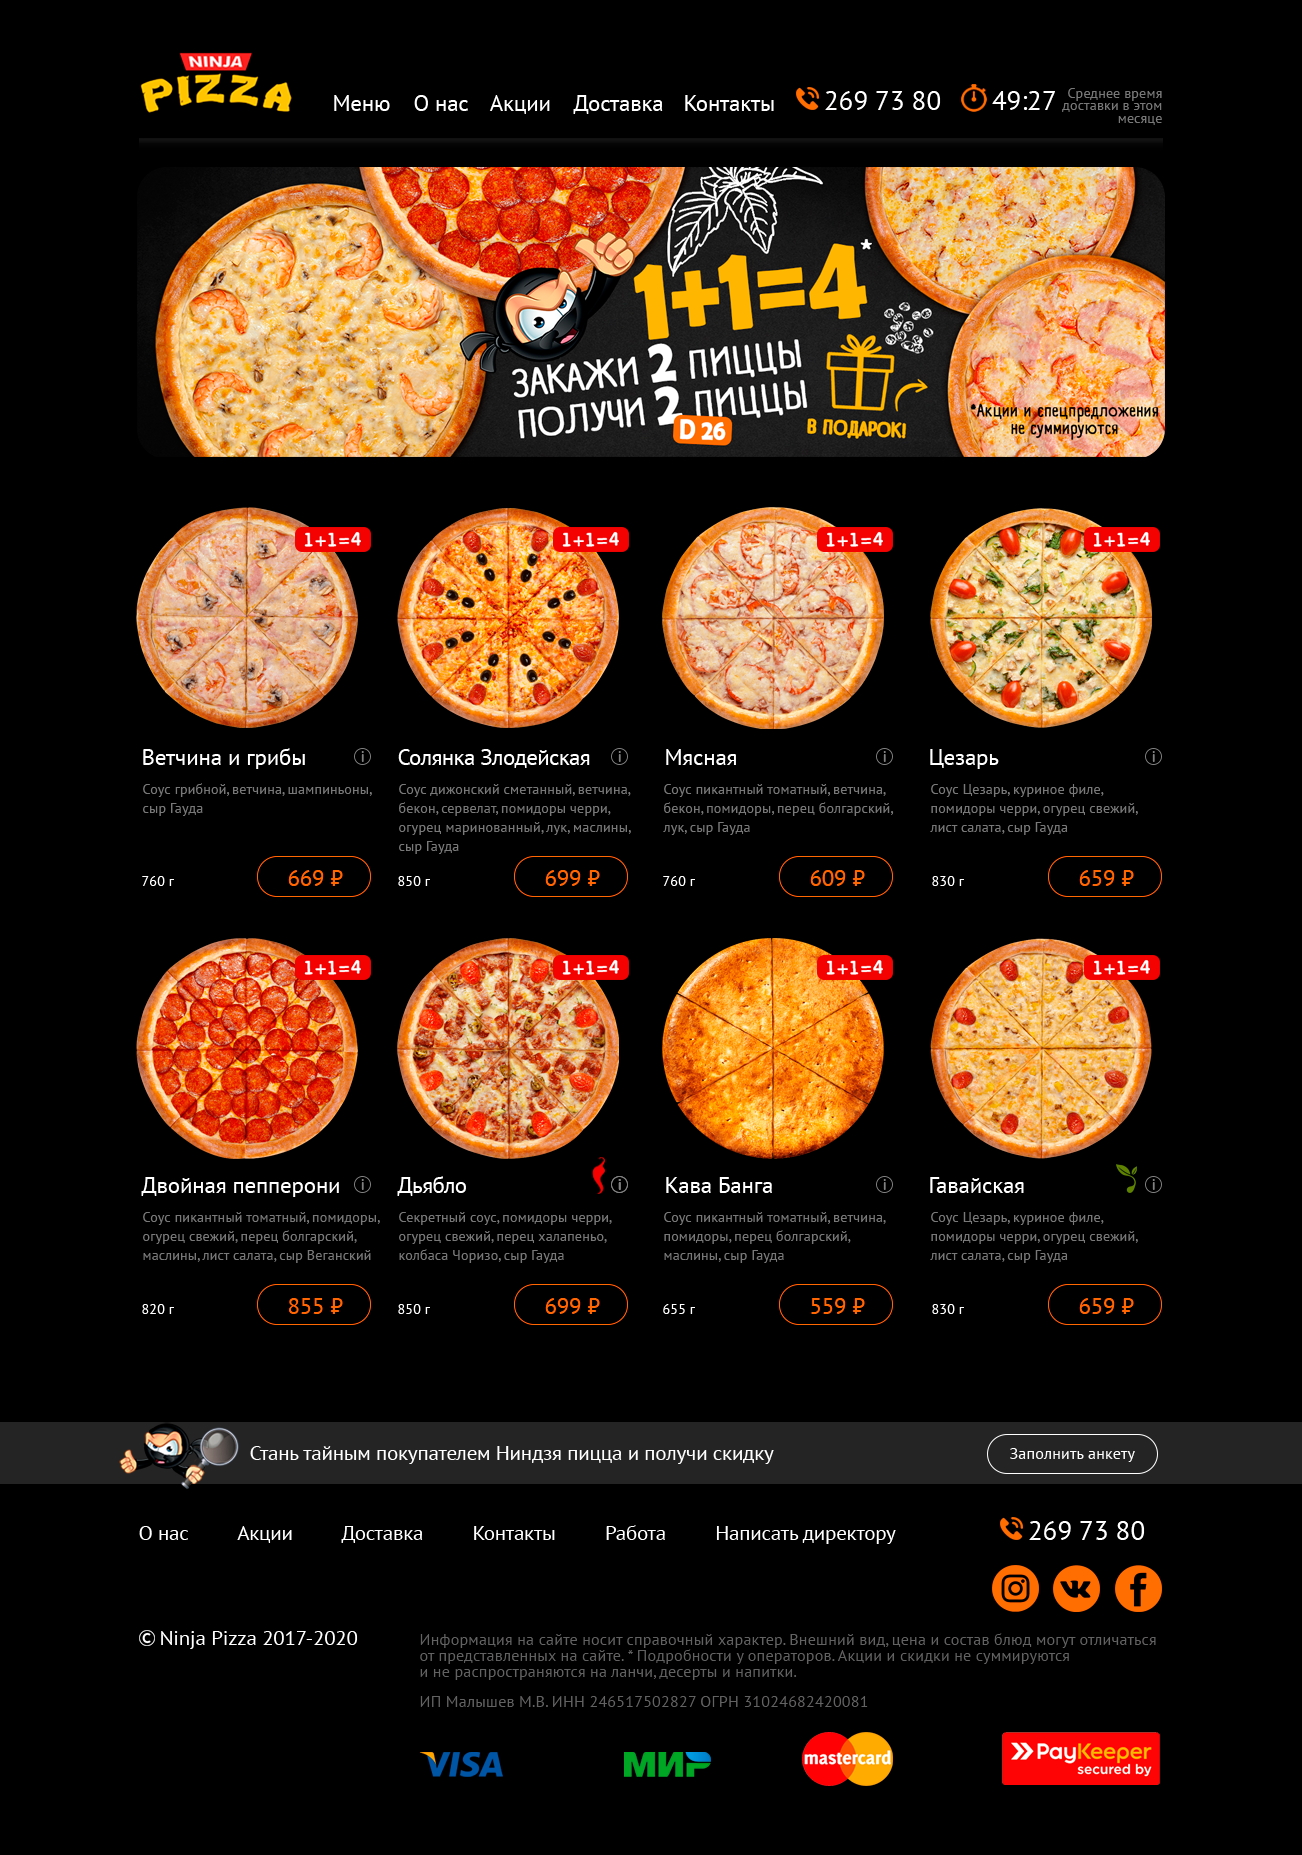 NINJA
PIZZA
Меню О нас Акции Доставка Контакты 269 73 80 49:27
Среднее время
доставки в этом
месяце
1+1=4*
ЗАКАЖИ 2 ПИЦЦЫ
ПОЛУЧИ 2 ПИЦЦЫ
D 26
В ПОДАРОК!
*Акции и спецпредложения
не суммируются
1+1=4
Ветчина и грибы
Соус грибной, ветчина, шампиньоны,
сыр Гауда
760 г
669 ₽
1+1=4
Солянка Злодейская
Соус дижонский сметанный, ветчина,
бекон, сервелат, помидоры черри,
огурец маринованный, лук, маслины,
сыр Гауда
850 г
699 ₽
1+1=4
Мясная
Соус пикантный томатный, ветчина,
бекон, помидоры, перец болгарский,
лук, сыр Гауда
760 г
609 ₽
1+1=4
Цезарь
Соус Цезарь, куриное филе,
помидоры черри, огурец свежий,
лист салата, сыр Гауда
830 г
659 ₽
1+1=4
Двойная пепперони
Соус пикантный томатный, помидоры,
огурец свежий, перец болгарский,
маслины, лист салата, сыр Веганский
820 г
855 ₽
1+1=4
Дьябло
Секретный соус, помидоры черри,
огурец свежий, перец халапеньо,
колбаса Чоризо, сыр Гауда
850 г
699 ₽
1+1=4
Кава Банга
Соус пикантный томатный, ветчина,
помидоры, перец болгарский,
маслины, сыр Гауда
655 г
559 ₽
1+1=4
Гавайская
Соус Цезарь, куриное филе,
помидоры черри, огурец свежий,
лист салата, сыр Гауда
830 г
659 ₽
Стань тайным покупателем Ниндзя пицца и получи скидку
Заполнить анкету
О нас Акции Доставка Контакты Работа Написать директору 269 73 80
© Ninja Pizza 2017-2020
Информация на сайте носит справочный характер. Внешний вид, цена и состав блюд могут отличаться
от представленных на сайте. * Подробности у операторов. Акции и скидки не суммируются
и не распространяются на ланчи, десерты и напитки.
ИП Малышев М.В. ИНН 246517502827 ОГРН 31024682420081
VISA
МИР
mastercard
PayKeeper
secured by